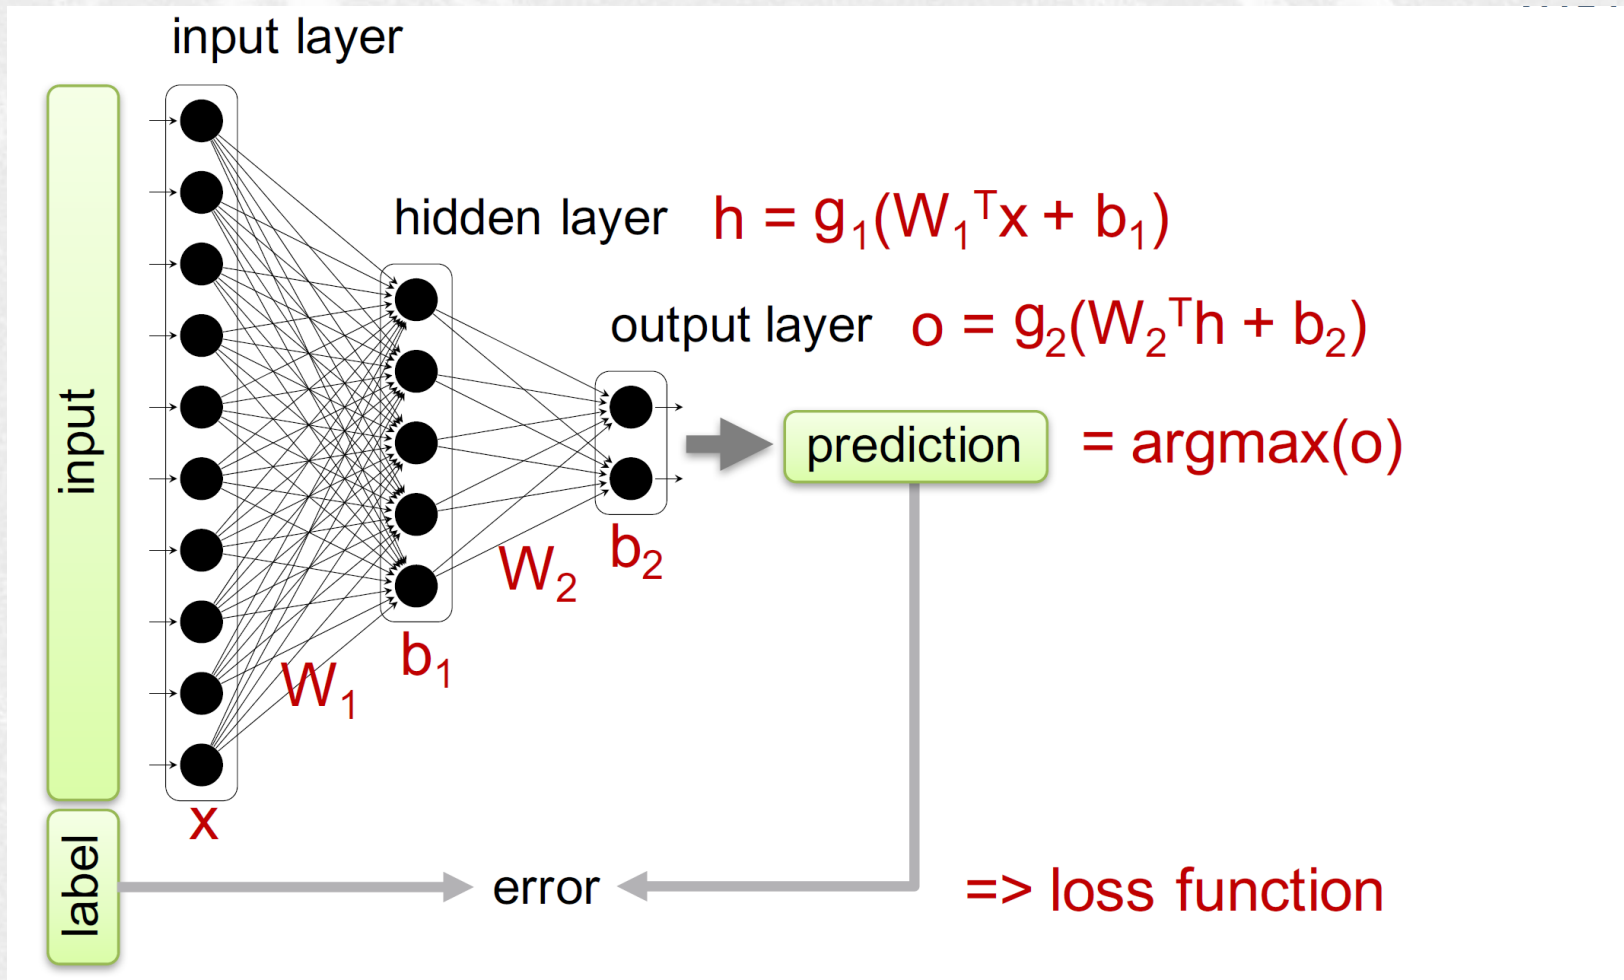 input layer
input
hidden layer h = g₁(W₁ᵀx + b₁)
output layer o = g₂(W₂ᵀh + b₂)
prediction = argmax(o)
W₂ b₂
W₁ b₁
x
label
error => loss function